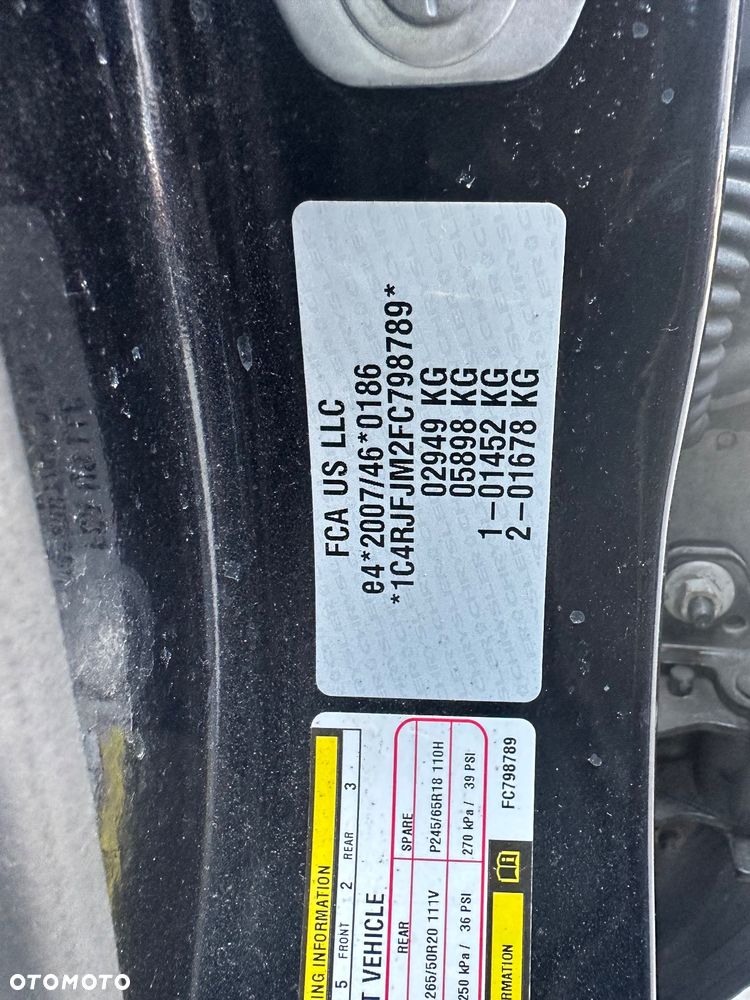 FCA US LLC
e4*2007/46*0186
*1C4RJFJM2FC798789*
02949 KG
05898 KG
1-01452 KG
2-01678 KG
ING INFORMATION
5 FRONT 2 REAR 3
T VEHICLE
REAR SPARE
265/50R20 111V P245/65R18 110H
250 kPa / 36 PSI 270 kPa / 39 PSI
RMATION
FC798789
OTOMOTO